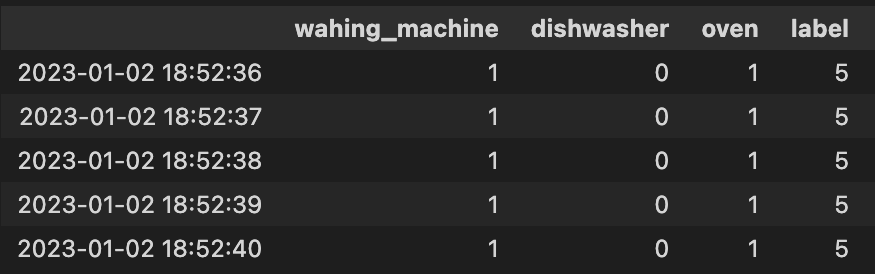 wahing_machine dishwasher oven label
2023-01-02 18:52:36 1 0 1 5
2023-01-02 18:52:37 1 0 1 5
2023-01-02 18:52:38 1 0 1 5
2023-01-02 18:52:39 1 0 1 5
2023-01-02 18:52:40 1 0 1 5